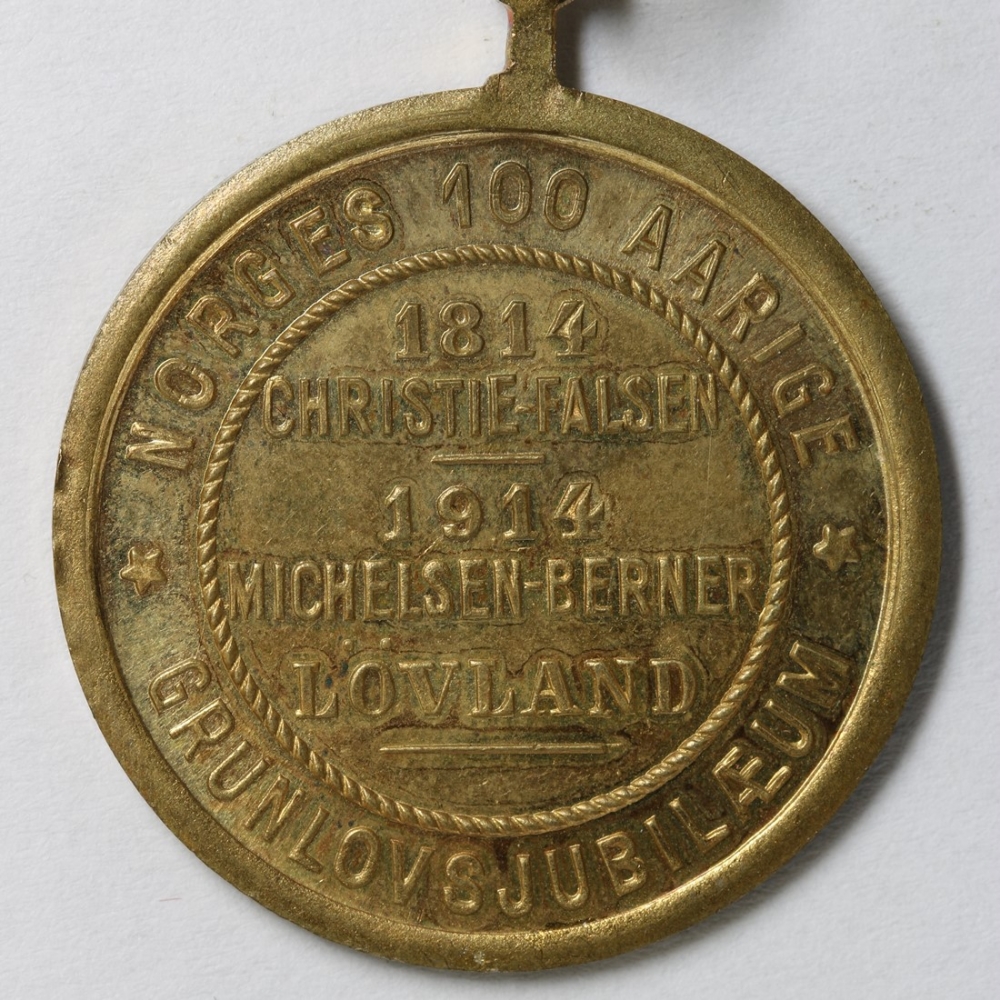 NORGES 100 AARIGE
GRUNLOVSJUBILÆUM
1814
CHRISTIE-FALSEN
1914
MICHELSEN-BERNER
LÖVLAND